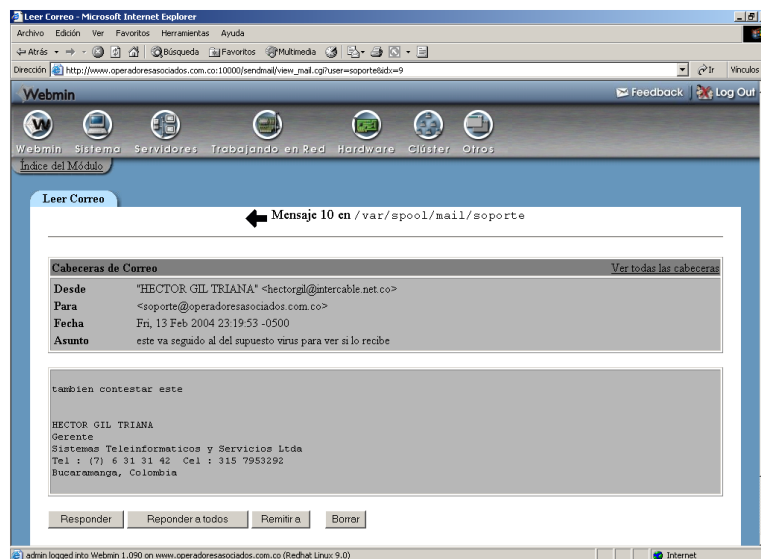 Leer Correo - Microsoft Internet Explorer
Archivo Edición Ver Favoritos Herramientas Ayuda
Atrás Búsqueda Favoritos Multimedia
Dirección http://www.operadoresasociados.com.co:10000/sendmail/view_mail.cgi?user=soporte&idx=9 Ir Vínculos
Webmin Feedback Log Out
Webmin Sistema Servidores Trabajando en Red Hardware Clúster Otros
Índice del Módulo
Leer Correo
Mensaje 10 en /var/spool/mail/soporte
Cabeceras de Correo Ver todas las cabeceras
Desde "HECTOR GIL TRIANA" <hectorgil@intercable.net.co>
Para <soporte@operadoresasociados.com.co>
Fecha Fri, 13 Feb 2004 23:19:53 -0500
Asunto este va seguido al del supuesto virus para ver si lo recibe
tambien contestar este
HECTOR GIL TRIANA
Gerente
Sistemas Teleinformaticos y Servicios Ltda
Tel : (7) 6 31 31 42 Cel : 315 7953292
Bucaramanga, Colombia
Responder Reponder a todos Remitir a Borrar
admin logged into Webmin 1.090 on www.operadoresasociados.com.co (Redhat Linux 9.0) Internet